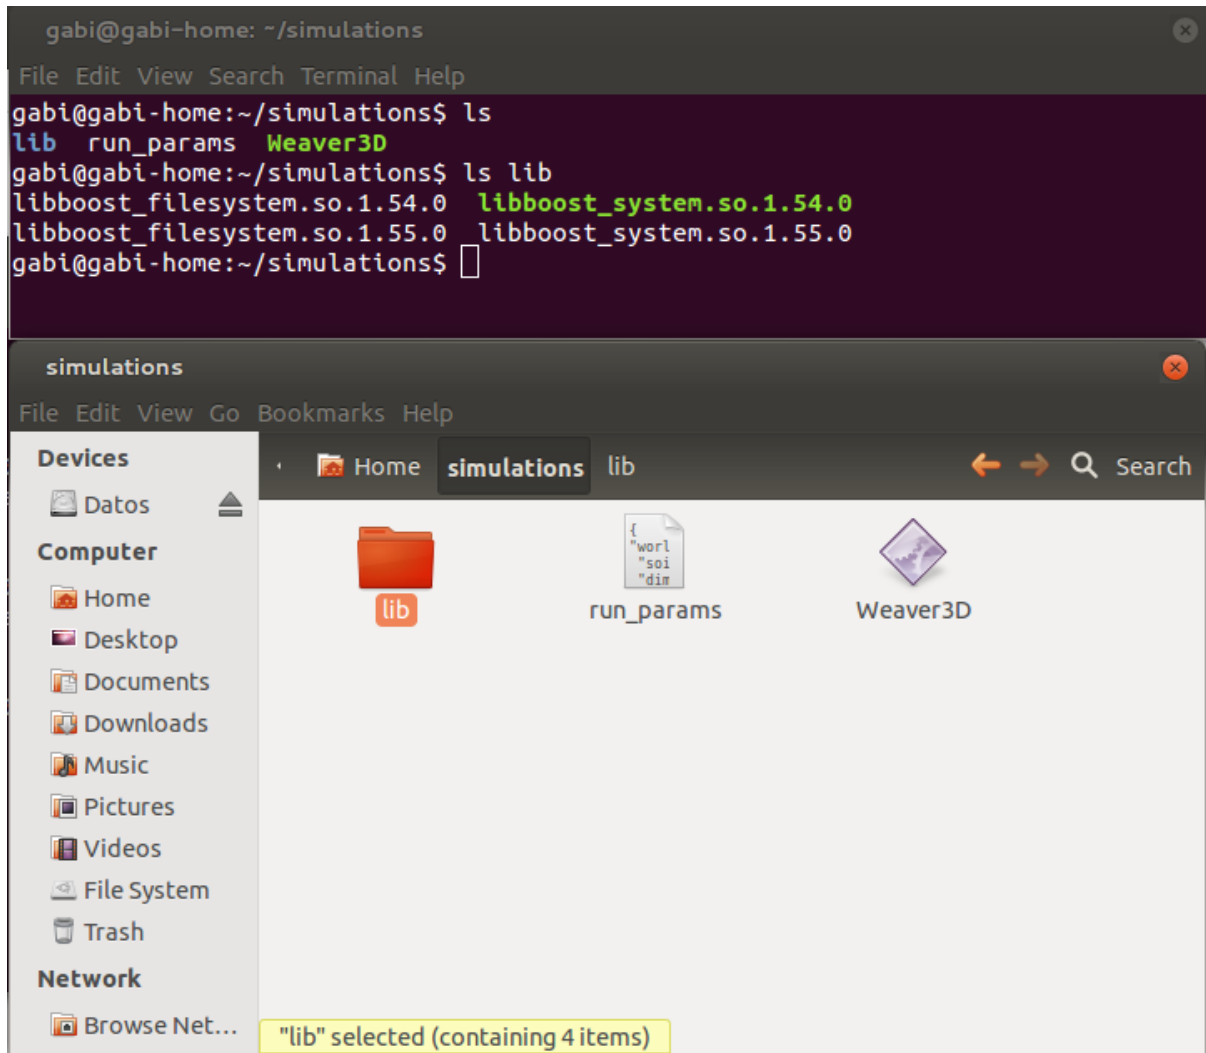 gabi@gabi-home: ~/simulations
File Edit View Search Terminal Help
gabi@gabi-home:~/simulations$ ls
lib run_params Weaver3D
gabi@gabi-home:~/simulations$ ls lib
libboost_filesystem.so.1.54.0 libboost_system.so.1.54.0
libboost_filesystem.so.1.55.0 libboost_system.so.1.55.0
gabi@gabi-home:~/simulations$
simulations
File Edit View Go Bookmarks Help
Devices
Datos
Computer
Home
Desktop
Documents
Downloads
Music
Pictures
Videos
File System
Trash
Network
Browse Net...
Home simulations lib Search
{
"worl
"soi
"dim
lib run_params Weaver3D
"lib" selected (containing 4 items)